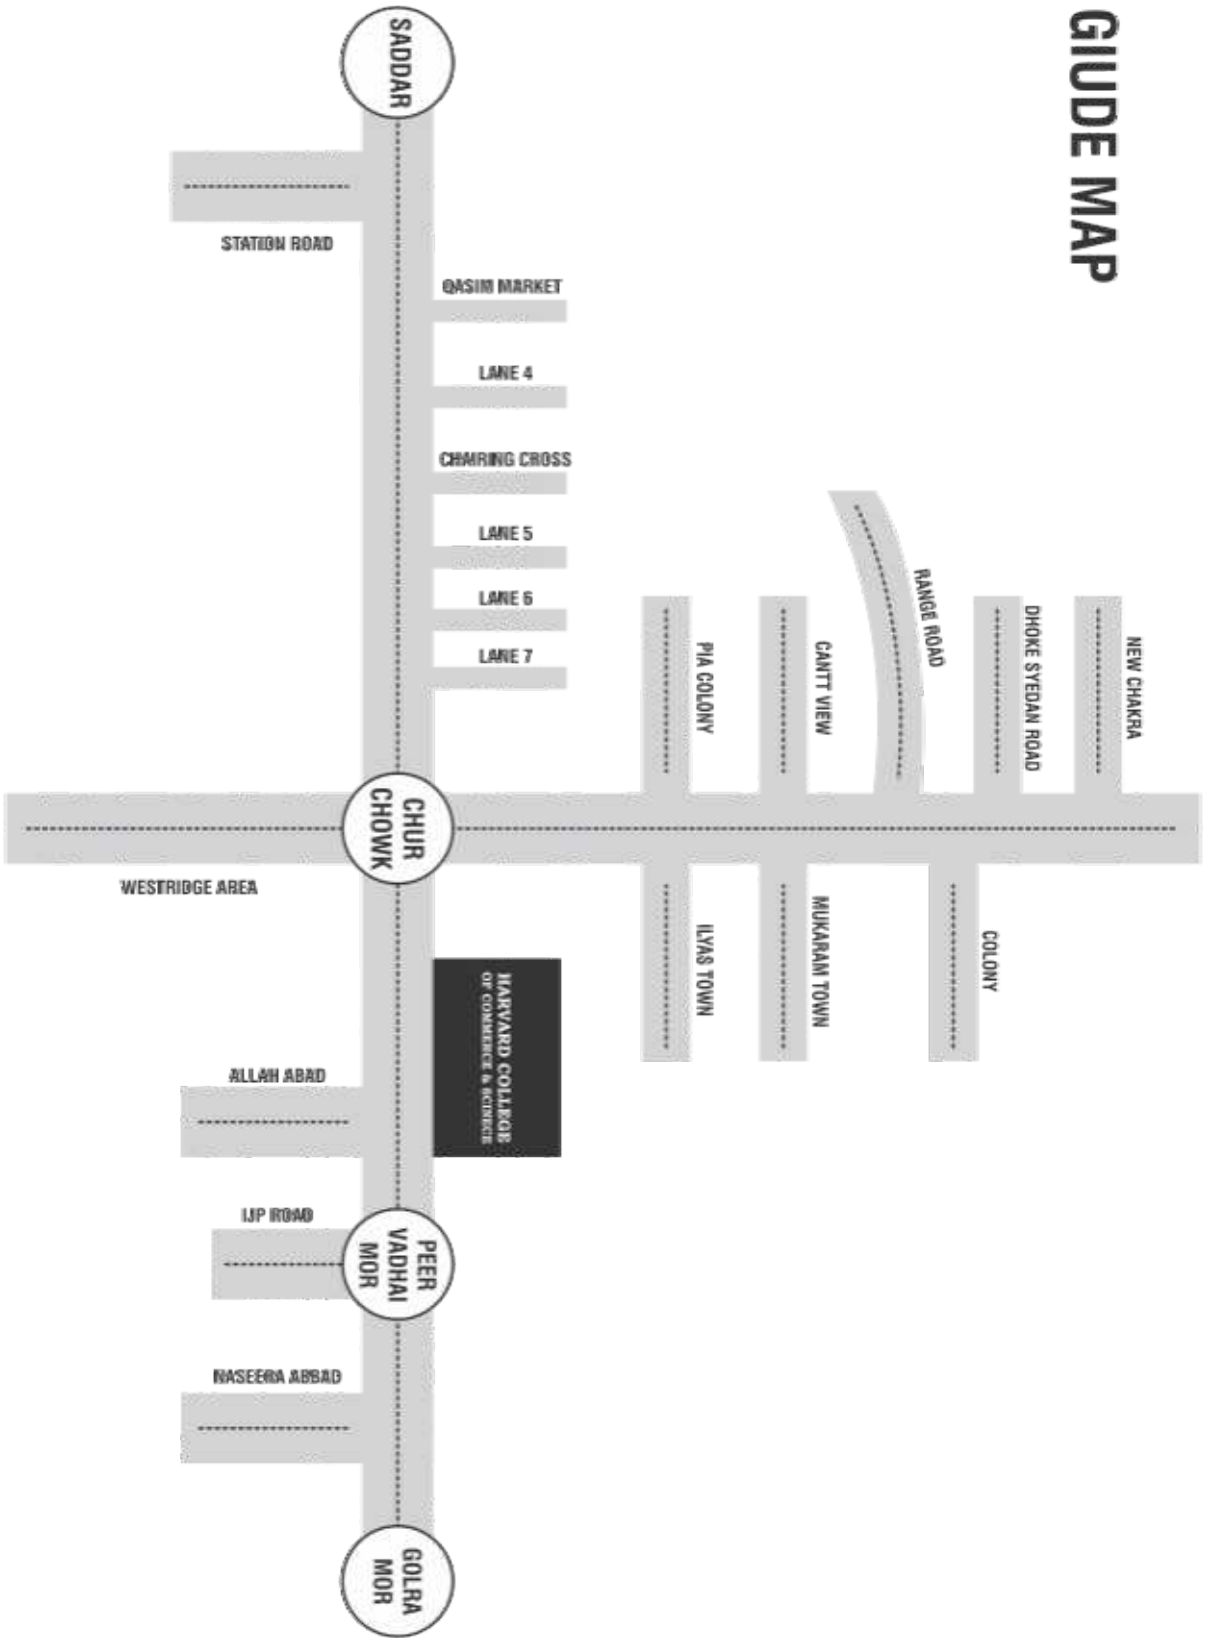 GIUDE MAP
SADDAR
STATION ROAD
QASIM MARKET
LANE 4
CHAIRING CROSS
LANE 5
LANE 6
LANE 7
RANGE ROAD
PIA COLONY
CANTT VIEW
DHOKE SYEDAN ROAD
NEW CHAKRA
CHUR
CHOWK
WESTRIDGE AREA
ILYAS TOWN
MUKARAM TOWN
COLONY
HARVARD COLLEGE
OF COMMERCE & SCINECE
ALLAH ABAD
IJP ROAD
PEER
VADHAI
MOR
NASEERA ABBAD
GOLRA
MOR